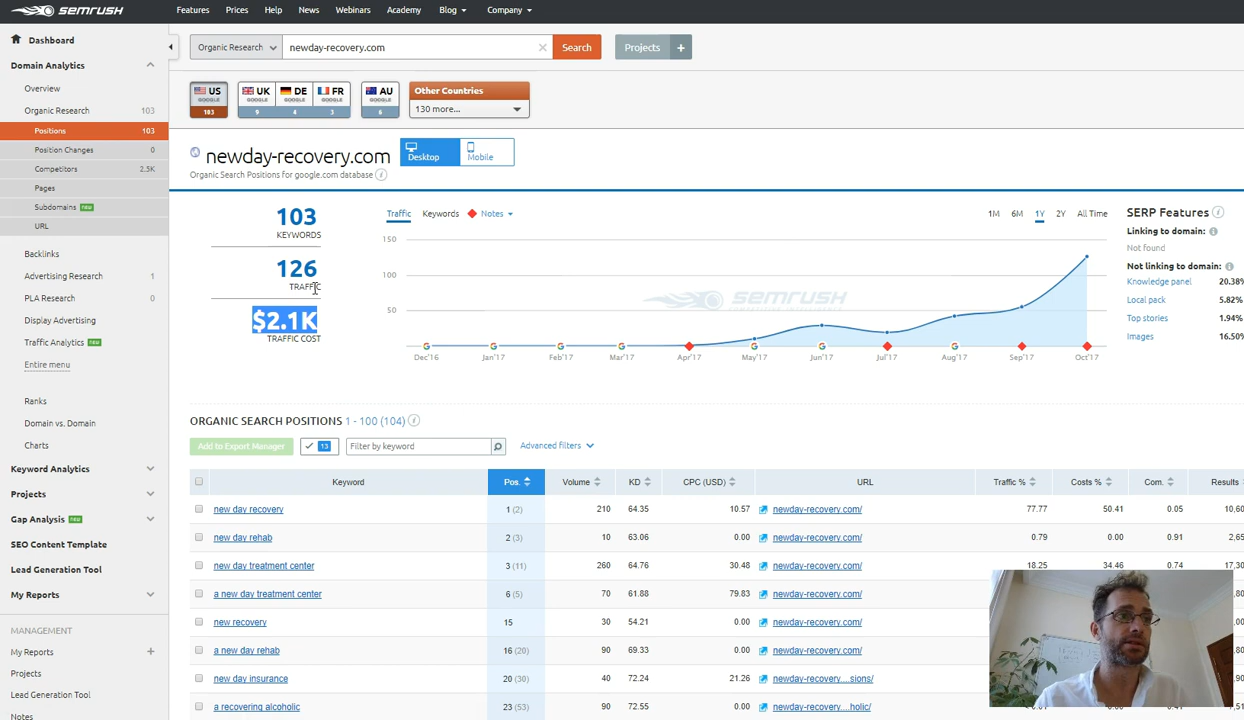 SEMRUSH
Features Prices Help News Webinars Academy Blog Company
Dashboard
Organic Research newday-recovery.com Search Projects +
Domain Analytics
Overview
US UK DE FR AU Other Countries
GOOGLE GOOGLE GOOGLE GOOGLE GOOGLE
103 9 4 3 6 130 more...
Organic Research 103
Positions 103
Position Changes 0
Competitors 2.5K
Pages
Subdomains new
URL
newday-recovery.com Desktop Mobile
Organic Search Positions for google.com database
103
KEYWORDS
126
TRAFFIC
$2.1K
TRAFFIC COST
Traffic Keywords Notes 1M 6M 1Y 2Y All Time
150
100
50
SEMRUSH
Dec'16 Jan'17 Feb'17 Mar'17 Apr'17 May'17 Jun'17 Jul'17 Aug'17 Sep'17 Oct'17
SERP Features
Linking to domain:
Not found
Not linking to domain:
Knowledge panel 20.38%
Local pack 5.82%
Top stories 1.94%
Images 16.50%
Backlinks
Advertising Research 1
PLA Research 0
Display Advertising
Traffic Analytics new
Entire menu
Ranks
Domain vs. Domain
Charts
Keyword Analytics
Projects
Gap Analysis new
SEO Content Template
Lead Generation Tool
My Reports
MANAGEMENT
My Reports +
Projects
Lead Generation Tool
Notes
ORGANIC SEARCH POSITIONS 1 - 100 (104)
Add to Export Manager 13 Filter by keyword Advanced filters
Keyword Pos. Volume KD CPC (USD) URL Traffic % Costs % Com. Results
new day recovery 1 (2) 210 64.35 10.57 newday-recovery.com/ 77.77 50.41 0.05 10,60
new day rehab 2 (3) 10 63.06 0.00 newday-recovery.com/ 0.79 0.00 0.91 2,65
new day treatment center 3 (11) 260 64.76 30.48 newday-recovery.com/ 18.25 34.46 0.74 17,30
a new day treatment center 6 (5) 70 61.88 79.83 newday-recovery.com/
new recovery 15 30 54.21 0.00 newday-recovery.com/
a new day rehab 16 (20) 90 69.33 0.00 newday-recovery.com/
new day insurance 20 (30) 40 72.24 21.26 newday-recovery....sions/
a recovering alcoholic 23 (53) 90 72.55 0.00 newday-recovery....holic/